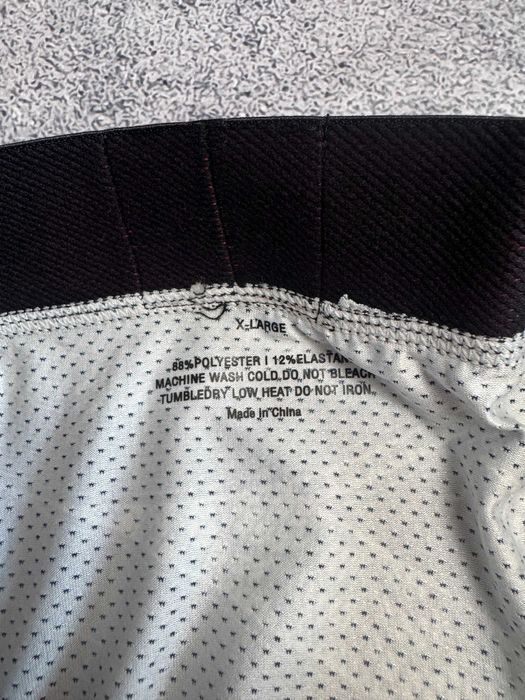 X-LARGE
88%POLYESTER I 12%ELASTAN
MACHINE WASH COLD DO NOT BLEACH
TUMBLEDRY LOW HEAT DO NOT IRON
Made in China